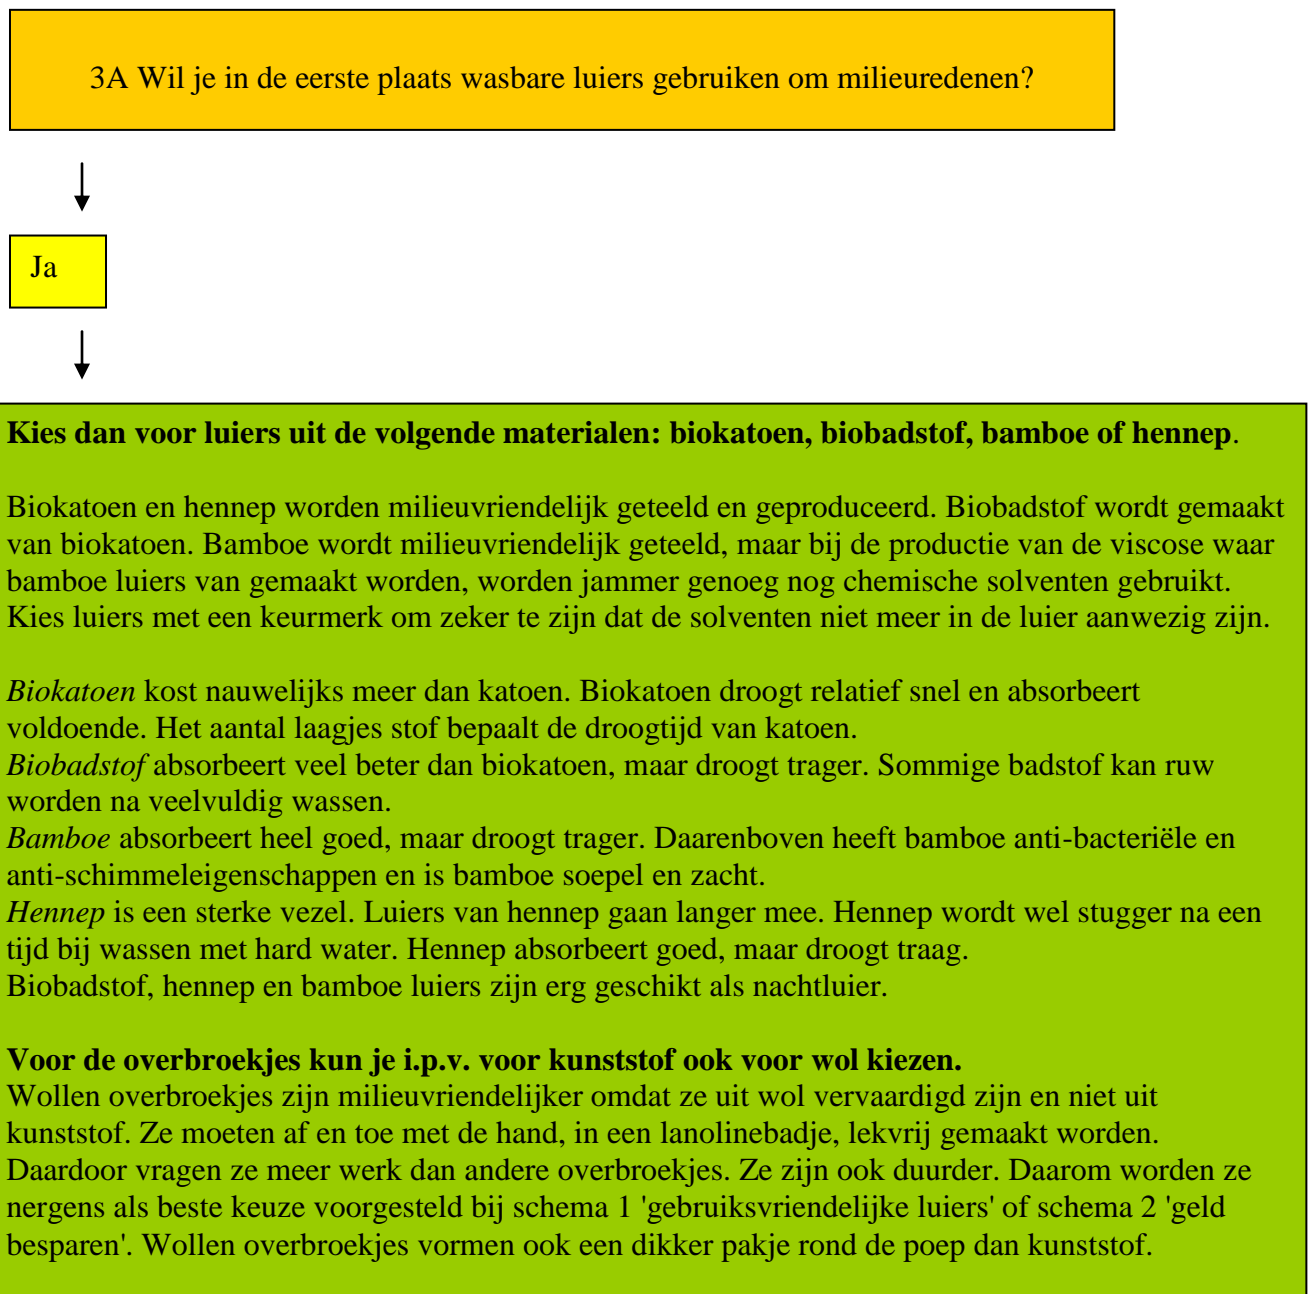 3A Wil je in de eerste plaats wasbare luiers gebruiken om milieuredenen?
Ja
Kies dan voor luiers uit de volgende materialen: biokatoen, biobadstof, bamboe of hennep.
Biokatoen en hennep worden milieuvriendelijk geteeld en geproduceerd. Biobadstof wordt gemaakt
van biokatoen. Bamboe wordt milieuvriendelijk geteeld, maar bij de productie van de viscose waar
bamboe luiers van gemaakt worden, worden jammer genoeg nog chemische solventen gebruikt.
Kies luiers met een keurmerk om zeker te zijn dat de solventen niet meer in de luier aanwezig zijn.
Biokatoen kost nauwelijks meer dan katoen. Biokatoen droogt relatief snel en absorbeert
voldoende. Het aantal laagjes stof bepaalt de droogtijd van katoen.
Biobadstof absorbeert veel beter dan biokatoen, maar droogt trager. Sommige badstof kan ruw
worden na veelvuldig wassen.
Bamboe absorbeert heel goed, maar droogt trager. Daarenboven heeft bamboe anti-bacteriële en
anti-schimmeleigenschappen en is bamboe soepel en zacht.
Hennep is een sterke vezel. Luiers van hennep gaan langer mee. Hennep wordt wel stugger na een
tijd bij wassen met hard water. Hennep absorbeert goed, maar droogt traag.
Biobadstof, hennep en bamboe luiers zijn erg geschikt als nachtluier.
Voor de overbroekjes kun je i.p.v. voor kunststof ook voor wol kiezen.
Wollen overbroekjes zijn milieuvriendelijker omdat ze uit wol vervaardigd zijn en niet uit
kunststof. Ze moeten af en toe met de hand, in een lanolinebadje, lekvrij gemaakt worden.
Daardoor vragen ze meer werk dan andere overbroekjes. Ze zijn ook duurder. Daarom worden ze
nergens als beste keuze voorgesteld bij schema 1 'gebruiksvriendelijke luiers' of schema 2 'geld
besparen'. Wollen overbroekjes vormen ook een dikker pakje rond de poep dan kunststof.